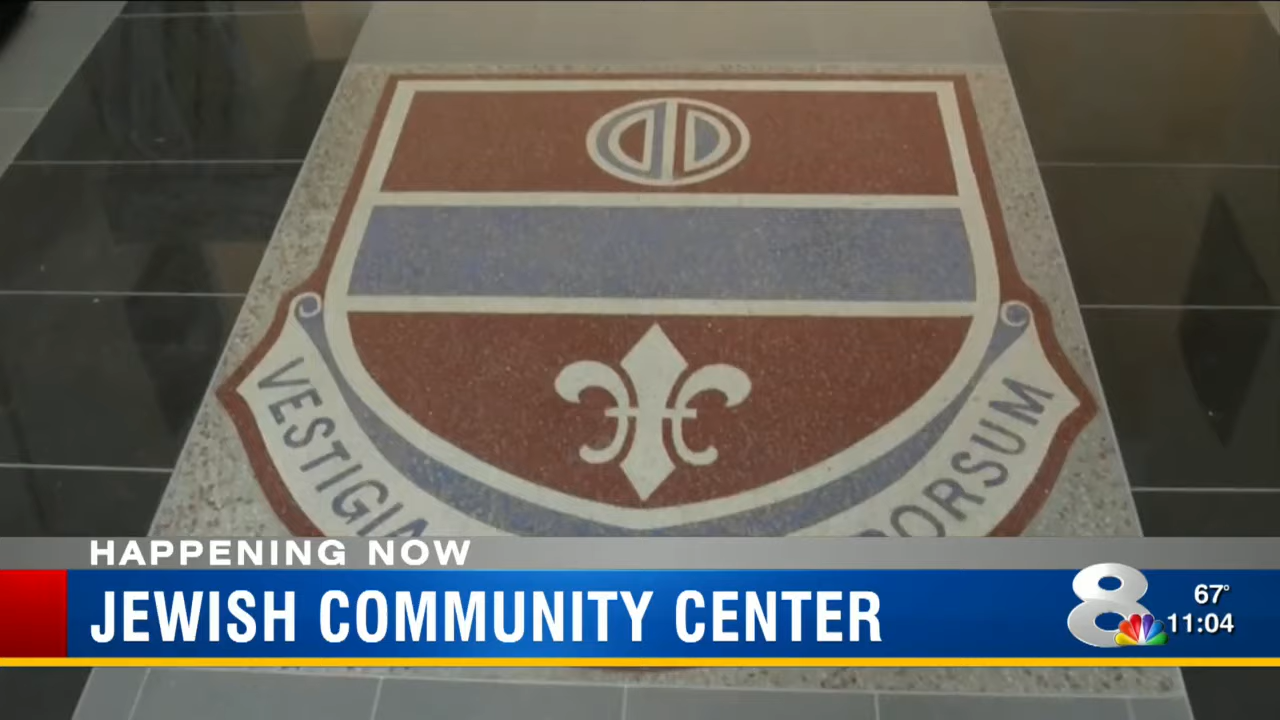 VESTIGIA
ORSUM
HAPPENING NOW
JEWISH COMMUNITY CENTER
8
67°
11:04